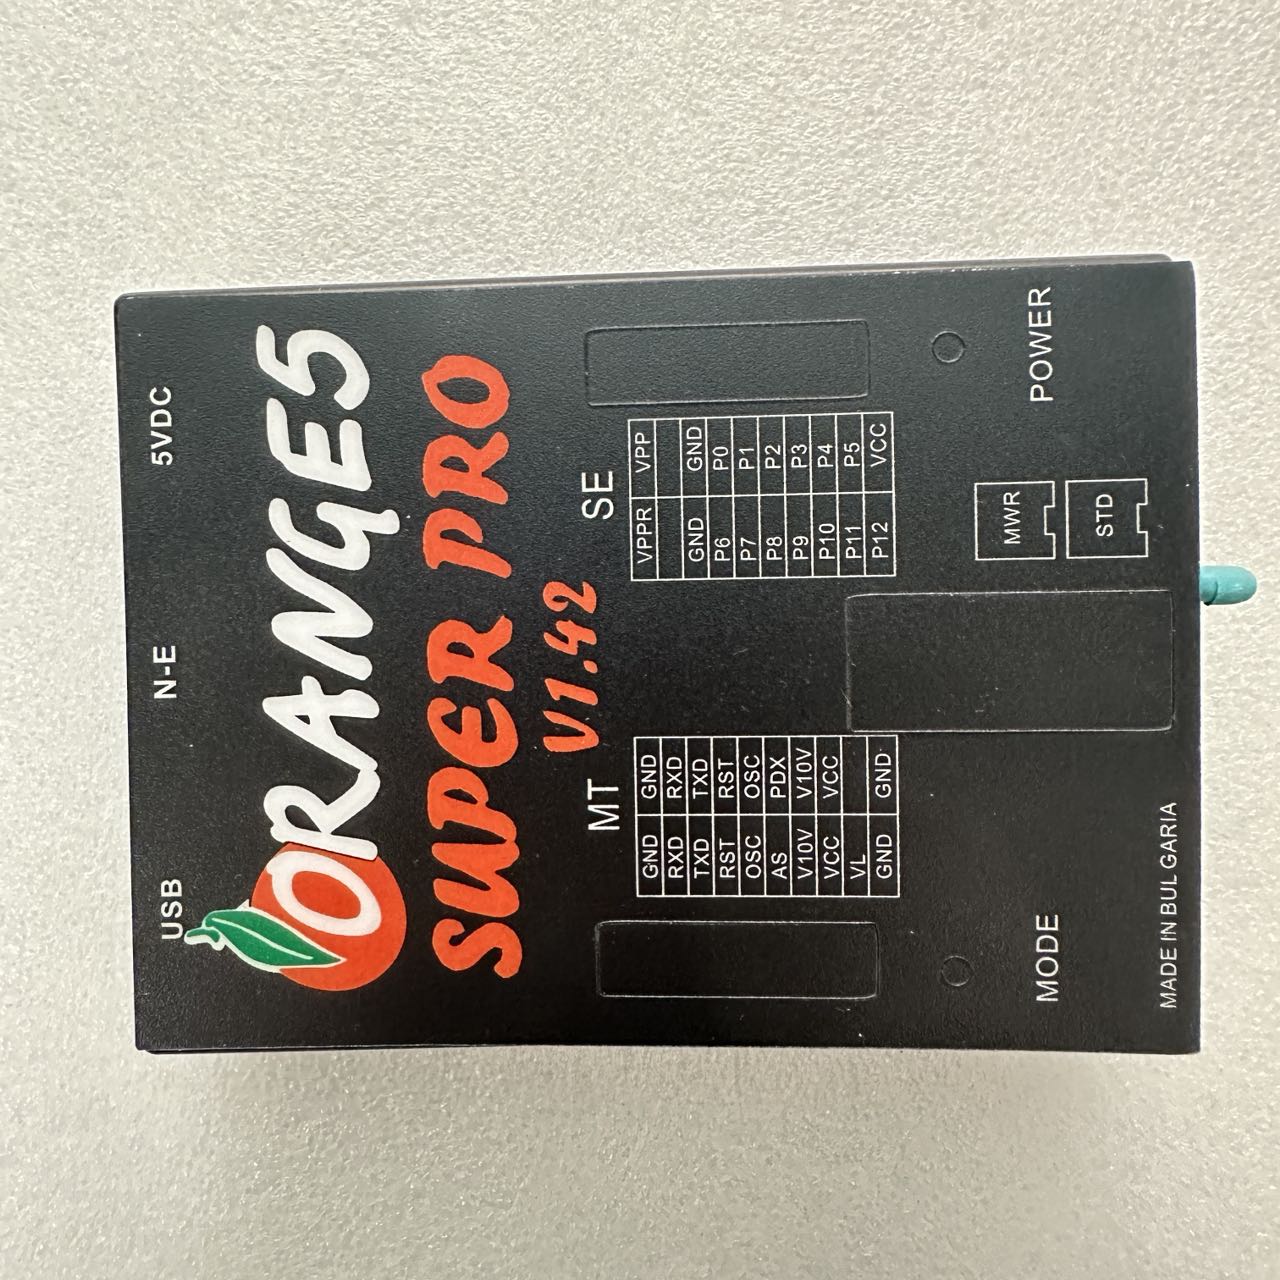 USB N-E 5VDC
ORANGE5
SUPER PRO
V1.42
MT
GND GND
RXD RXD
TXD TXD
RST RST
OSC OSC
AS PDX
V10V V10V
VCC VCC
VL
GND GND
SE
VPPR VPP
GND GND
P6 P0
P7 P1
P8 P2
P9 P3
P10 P4
P11 P5
P12 VCC
MWR
STD
MODE
POWER
MADE IN BUL GARIA